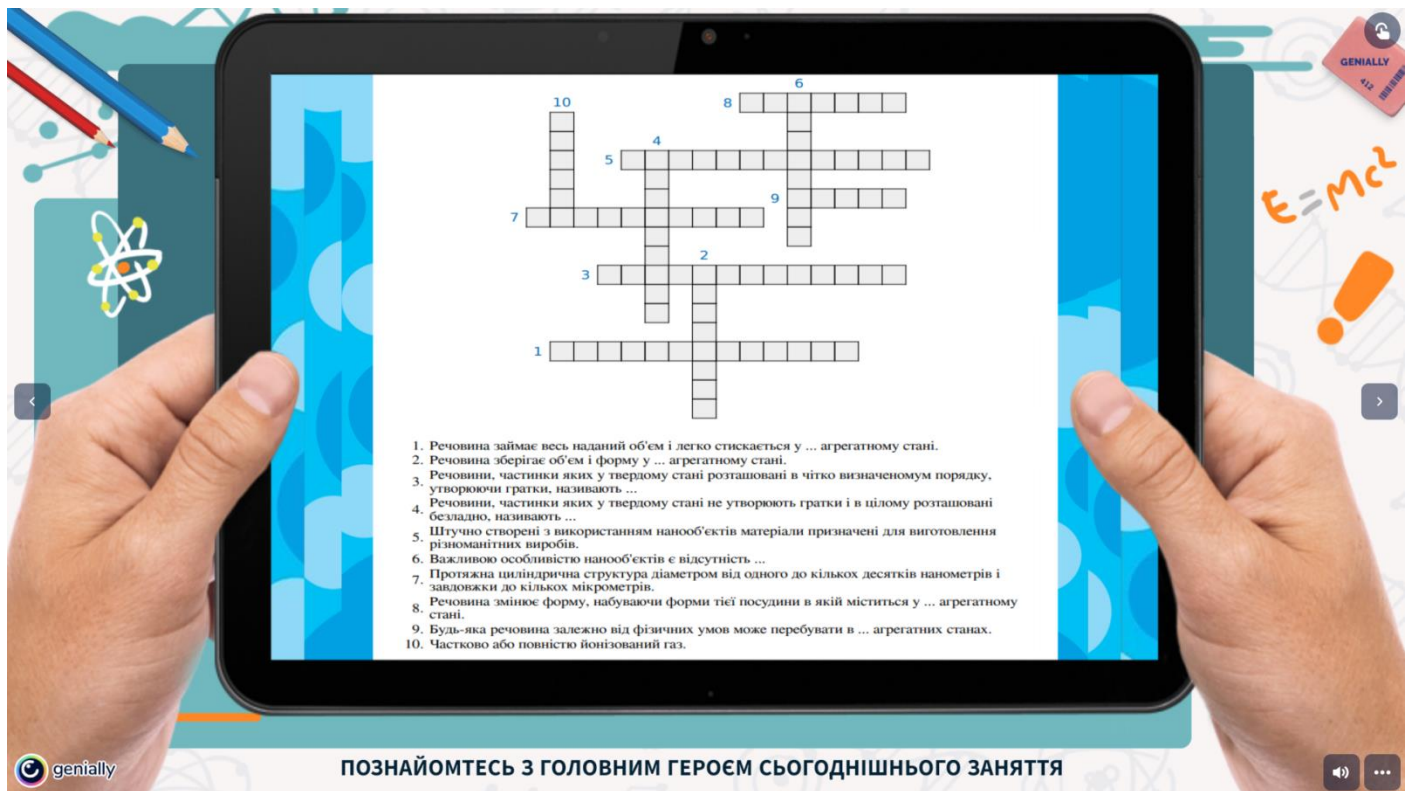 GENIALLY
412
E=mc²
6
10
8
4
5
9
7
2
3
1
1. Речовина займає весь наданий об'єм і легко стискається у ... агрегатному стані.
2. Речовина зберігає об'єм і форму у ... агрегатному стані.
3. Речовини, частинки яких у твердому стані розташовані в чітко визначеномум порядку,
утворюючи гратки, називають ...
4. Речовини, частинки яких у твердому стані не утворюють гратки і в цілому розташовані
безладно, називають ...
5. Штучно створені з використанням нанооб'єктів матеріали призначені для виготовлення
різноманітних виробів.
6. Важливою особливістю нанооб'єктів є відсутність ...
7. Протяжна циліндрична структура діаметром від одного до кількох десятків нанометрів і
завдовжки до кількох мікрометрів.
8. Речовина змінює форму, набуваючи форми тієї посудини в якій міститься у ... агрегатному
стані.
9. Будь-яка речовина залежно від фізичних умов може перебувати в ... агрегатних станах.
10. Частково або повністю йонізований газ.
genially
ПОЗНАЙОМТЕСЬ З ГОЛОВНИМ ГЕРОЄМ СЬОГОДНІШНЬОГО ЗАНЯТТЯ